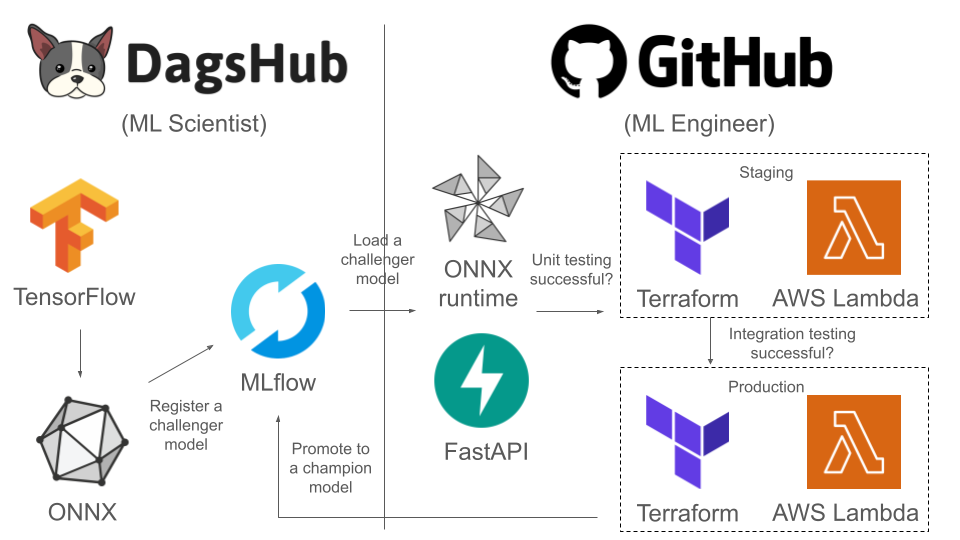 DagsHub
(ML Scientist)
GitHub
(ML Engineer)
TensorFlow
ONNX
Register a
challenger
model
MLflow
Load a
challenger
model
ONNX
runtime
FastAPI
Unit testing
successful?
Staging
Terraform
AWS Lambda
Integration testing
successful?
Production
Terraform
AWS Lambda
Promote to
a champion
model